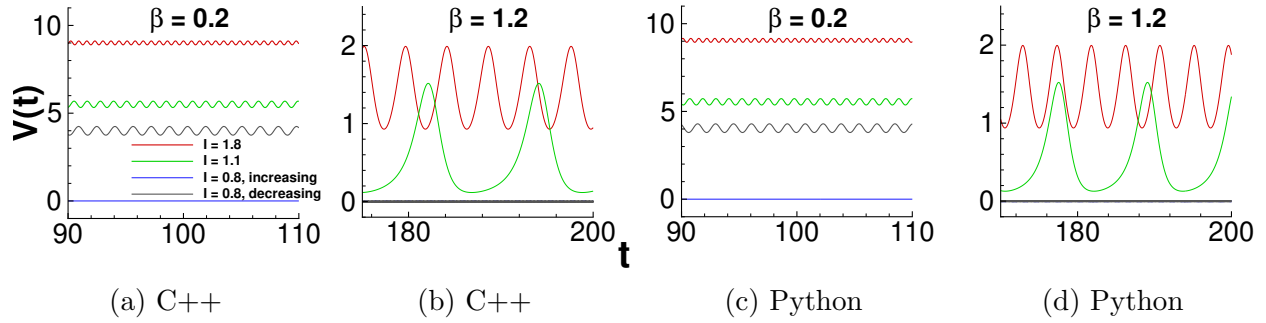 β = 0.2
β = 1.2
β = 0.2
β = 1.2
V(t)
10
5
0
90
100
110
I = 1.8
I = 1.1
I = 0.8, increasing
I = 0.8, decreasing
2
1
0
180
200
t
10
5
0
90
100
110
2
1
0
180
200
(a) C++
(b) C++
(c) Python
(d) Python